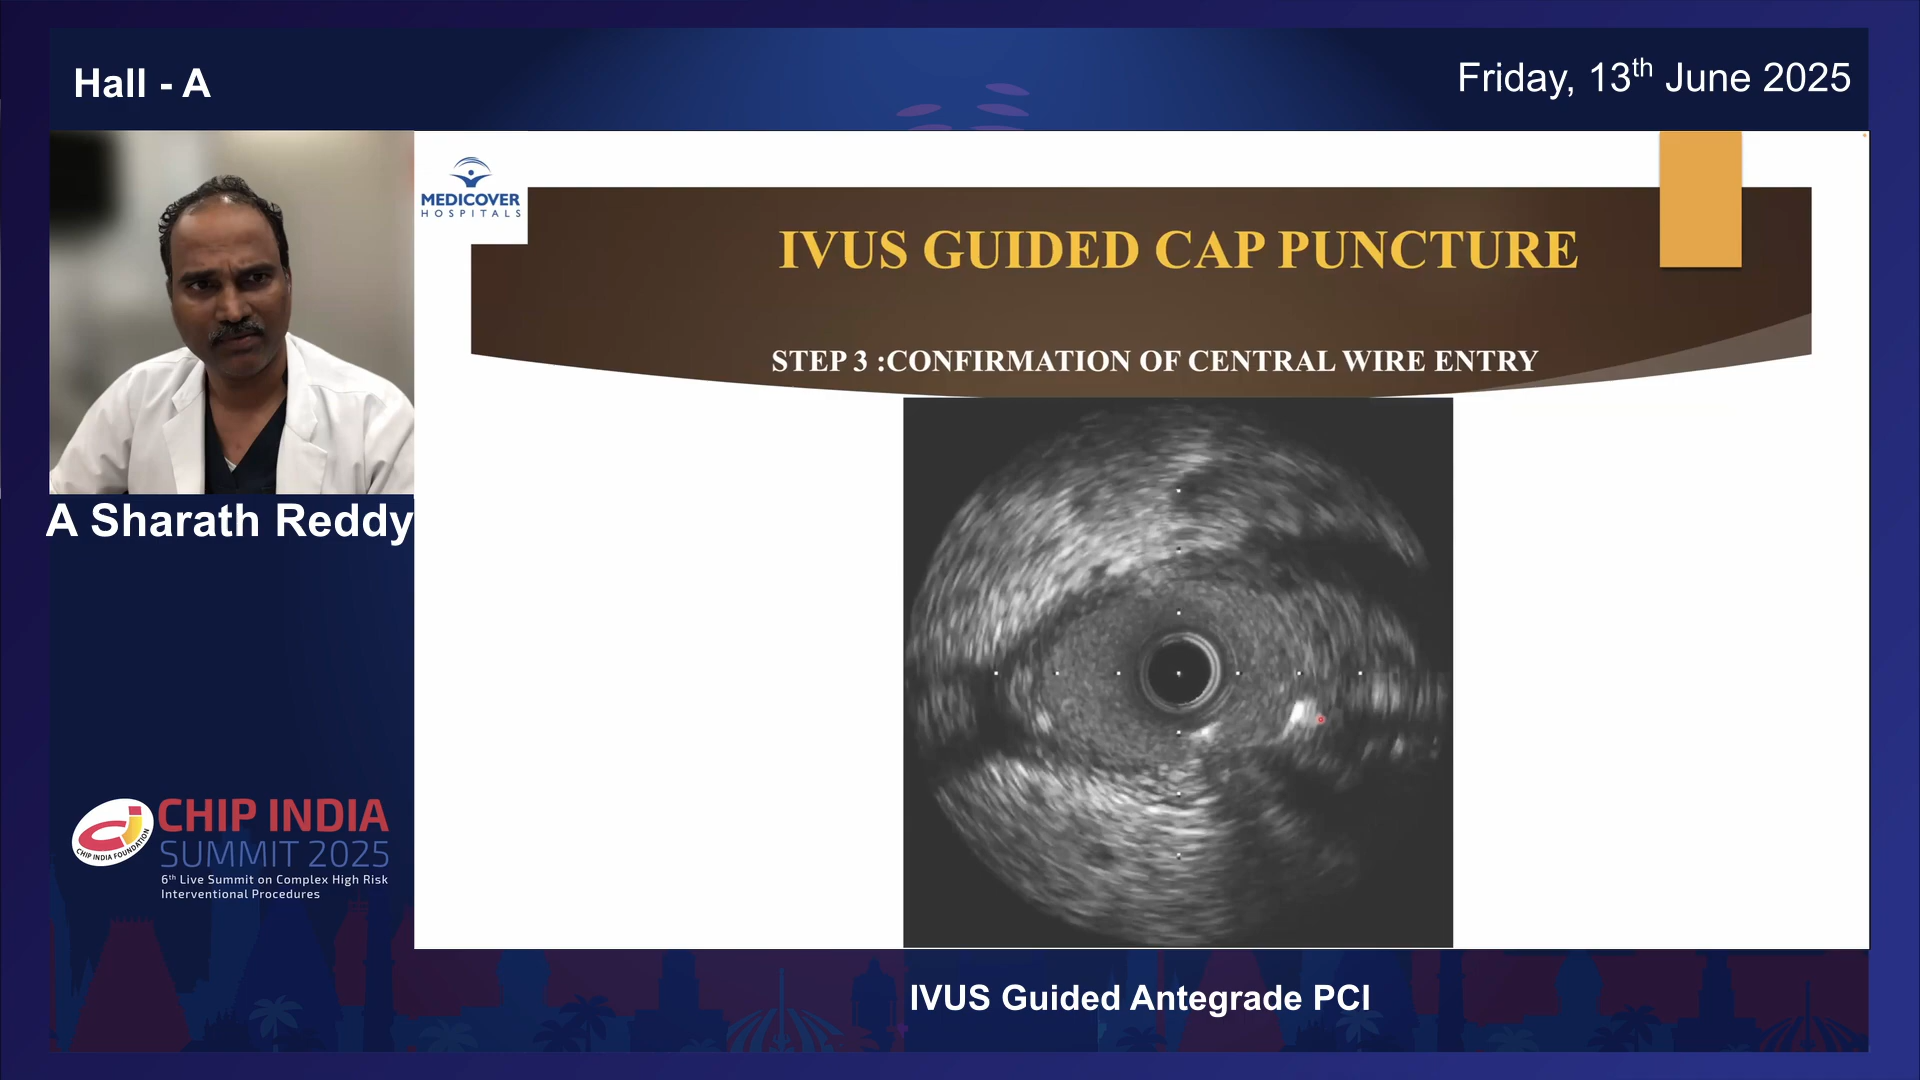 Hall - A
Friday, 13th June 2025
MEDICOVER
HOSPITALS
IVUS GUIDED CAP PUNCTURE
STEP 3 :CONFIRMATION OF CENTRAL WIRE ENTRY
A Sharath Reddy
CHIP INDIA
SUMMIT 2025
6th Live Summit on Complex High Risk
Interventional Procedures
CHIP INDIA FOUNDATION
IVUS Guided Antegrade PCI